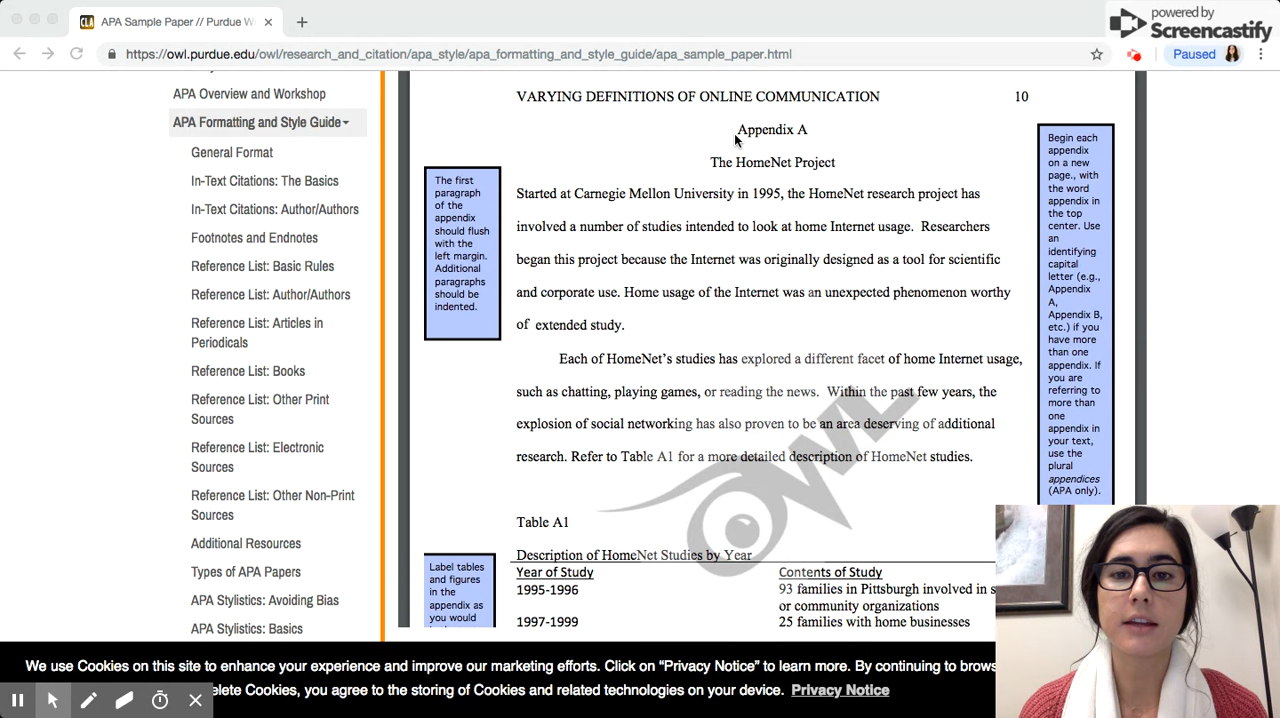 APA Sample Paper // Purdue W
powered by
Screencastify
https://owl.purdue.edu/owl/research_and_citation/apa_style/apa_formatting_and_style_guide/apa_sample_paper.html
Paused
APA Overview and Workshop
APA Formatting and Style Guide
General Format
In-Text Citations: The Basics
In-Text Citations: Author/Authors
Footnotes and Endnotes
Reference List: Basic Rules
Reference List: Author/Authors
Reference List: Articles in
Periodicals
Reference List: Books
Reference List: Other Print
Sources
Reference List: Electronic
Sources
Reference List: Other Non-Print
Sources
Additional Resources
Types of APA Papers
APA Stylistics: Avoiding Bias
APA Stylistics: Basics
The first
paragraph
of the
appendix
should flush
with the
left margin.
Additional
paragraphs
should be
indented.
Label tables
and figures
in the
appendix as
you would
VARYING DEFINITIONS OF ONLINE COMMUNICATION 10
Appendix A
The HomeNet Project
Started at Carnegie Mellon University in 1995, the HomeNet research project has
involved a number of studies intended to look at home Internet usage. Researchers
began this project because the Internet was originally designed as a tool for scientific
and corporate use. Home usage of the Internet was an unexpected phenomenon worthy
of extended study.
Each of HomeNet's studies has explored a different facet of home Internet usage,
such as chatting, playing games, or reading the news. Within the past few years, the
explosion of social networking has also proven to be an area deserving of additional
research. Refer to Table A1 for a more detailed description of HomeNet studies.
OWL
Table A1
Description of HomeNet Studies by Year
Year of Study Contents of Study
1995-1996 93 families in Pittsburgh involved in s
or community organizations
1997-1999 25 families with home businesses
Begin each
appendix
on a new
page., with
the word
appendix in
the top
center. Use
an
identifying
capital
letter (e.g.,
Appendix
A,
Appendix B,
etc.) if you
have more
than one
appendix. If
you are
referring to
more than
one
appendix in
your text,
use the
plural
appendices
(APA only).
We use Cookies on this site to enhance your experience and improve our marketing efforts. Click on “Privacy Notice” to learn more. By continuing to brows
elete Cookies, you agree to the storing of Cookies and related technologies on your device. Privacy Notice